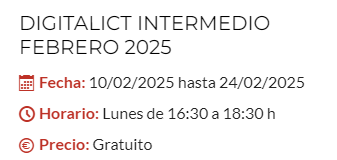 DIGITALICT INTERMEDIO
FEBRERO 2025
Fecha: 10/02/2025 hasta 24/02/2025
Horario: Lunes de 16:30 a 18:30 h
Precio: Gratuito